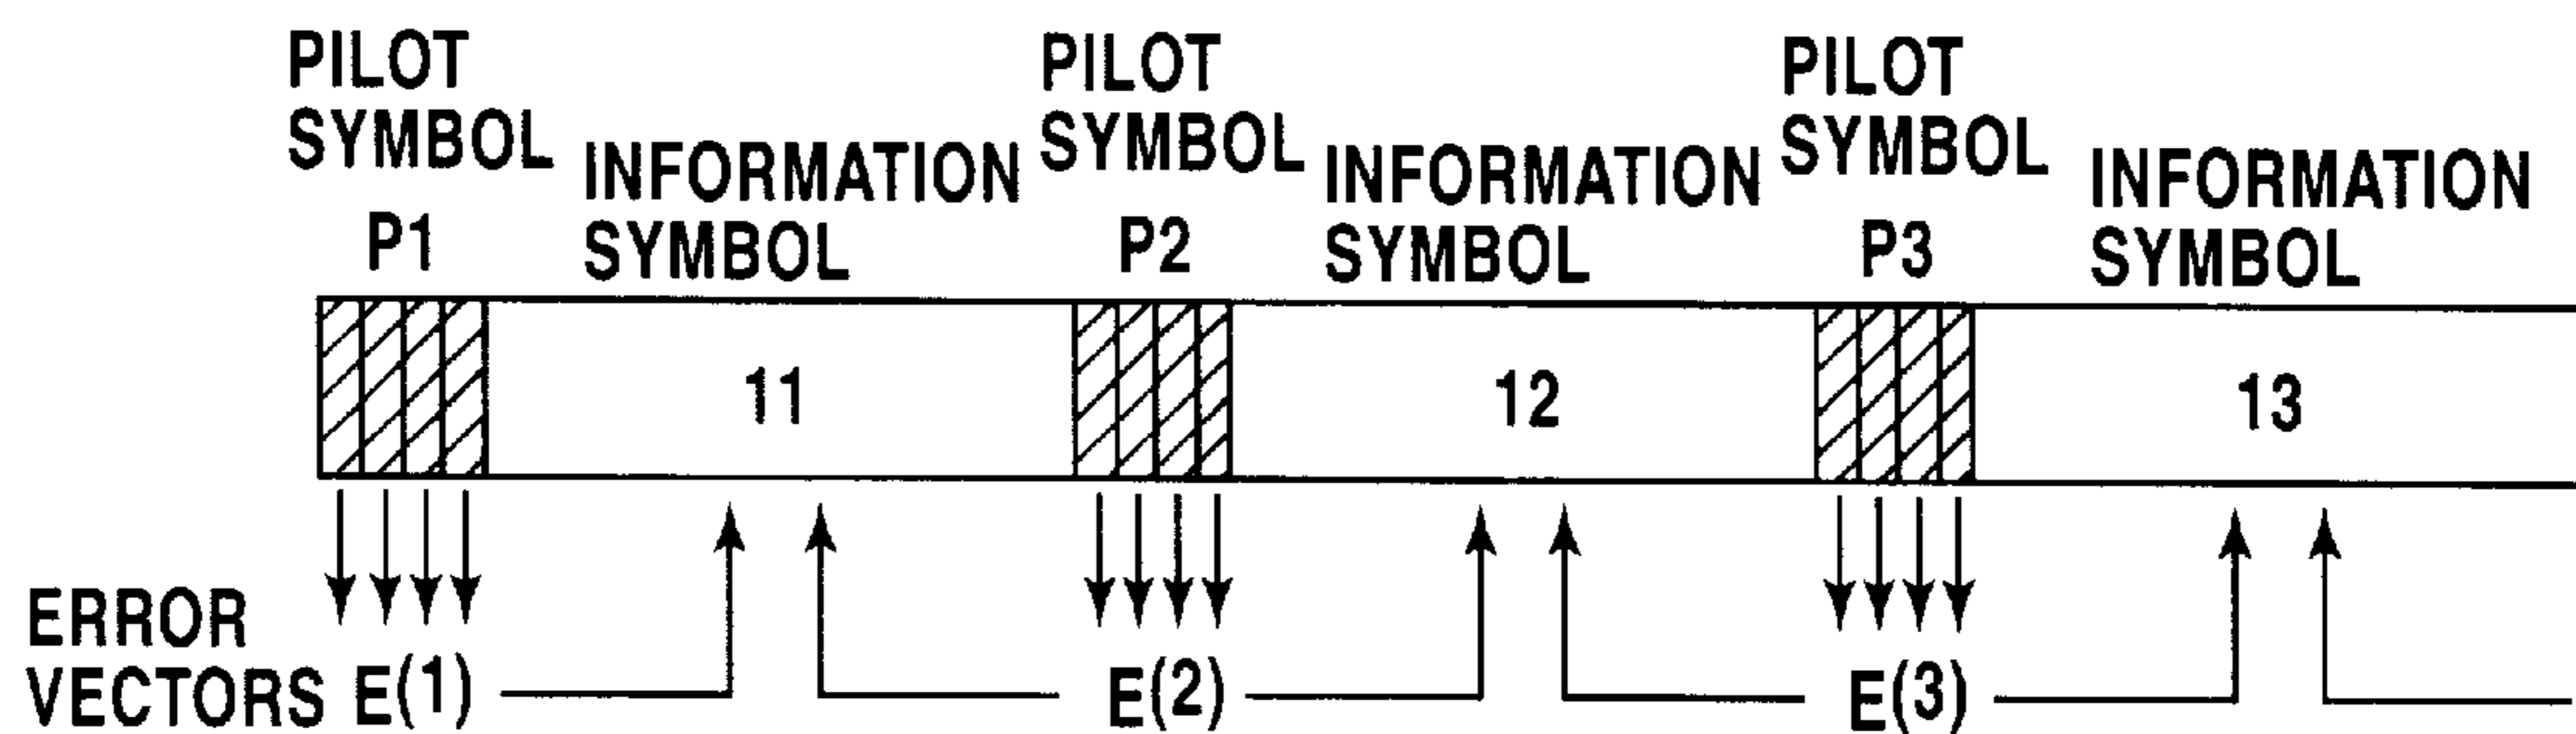 PILOT
SYMBOL
P1
INFORMATION
SYMBOL
PILOT
SYMBOL
P2
INFORMATION
SYMBOL
PILOT
SYMBOL
P3
INFORMATION
SYMBOL
11
12
13
ERROR
VECTORS E(1)
E(2)
E(3)